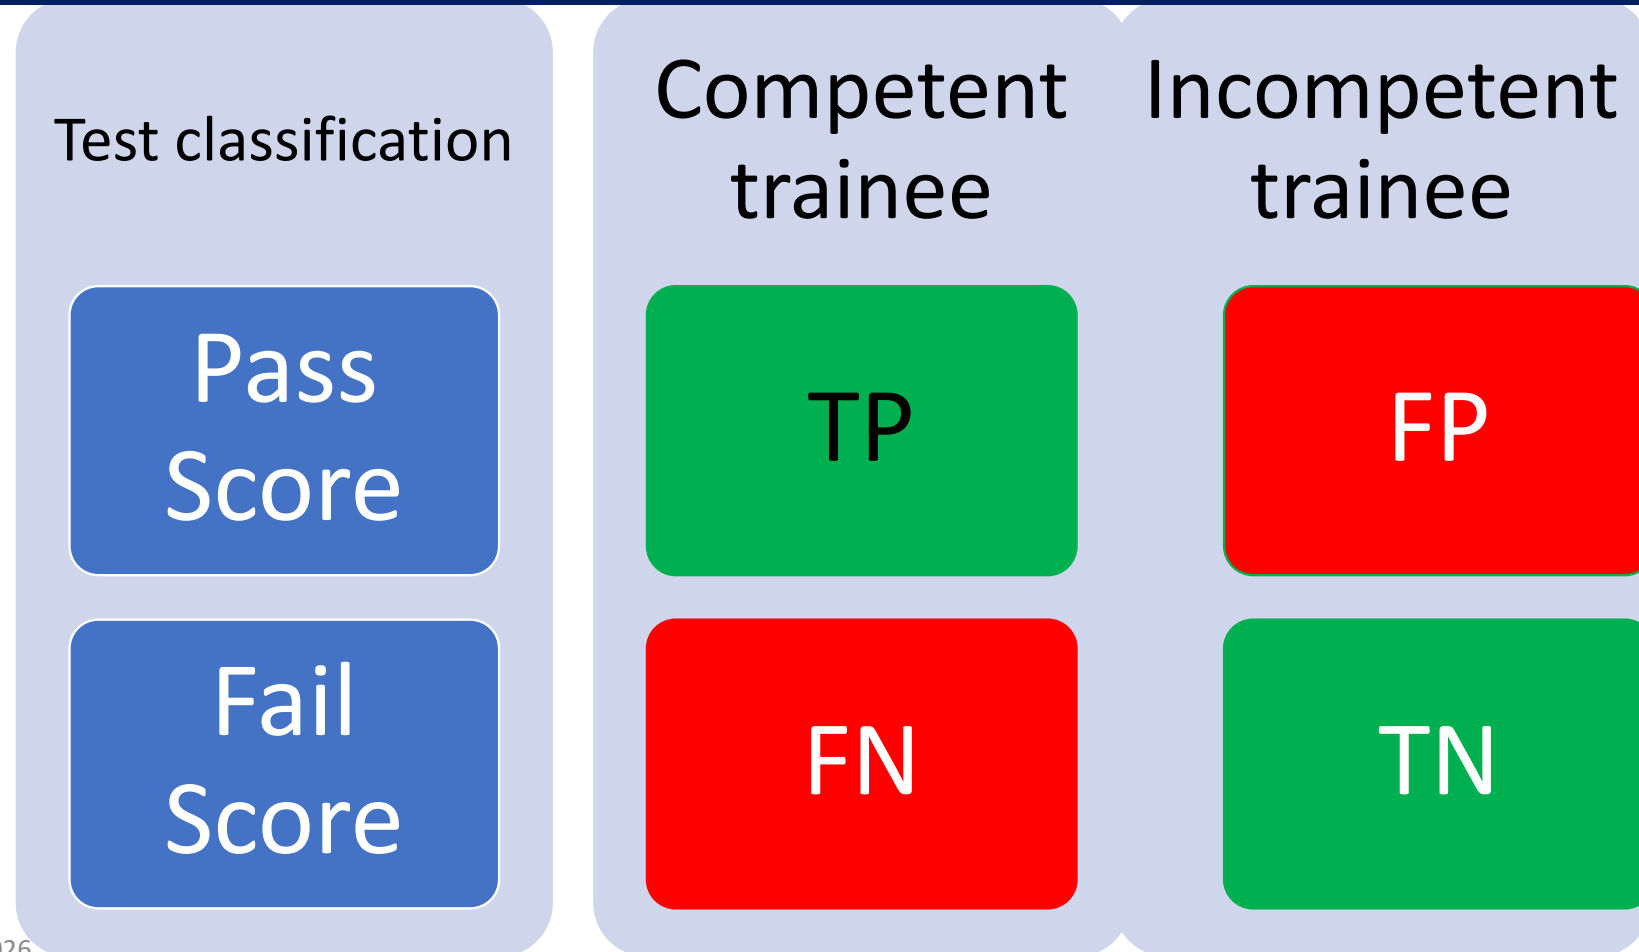 Test classification
Competent
trainee
Incompetent
trainee
Pass
Score
TP
FP
Fail
Score
FN
TN